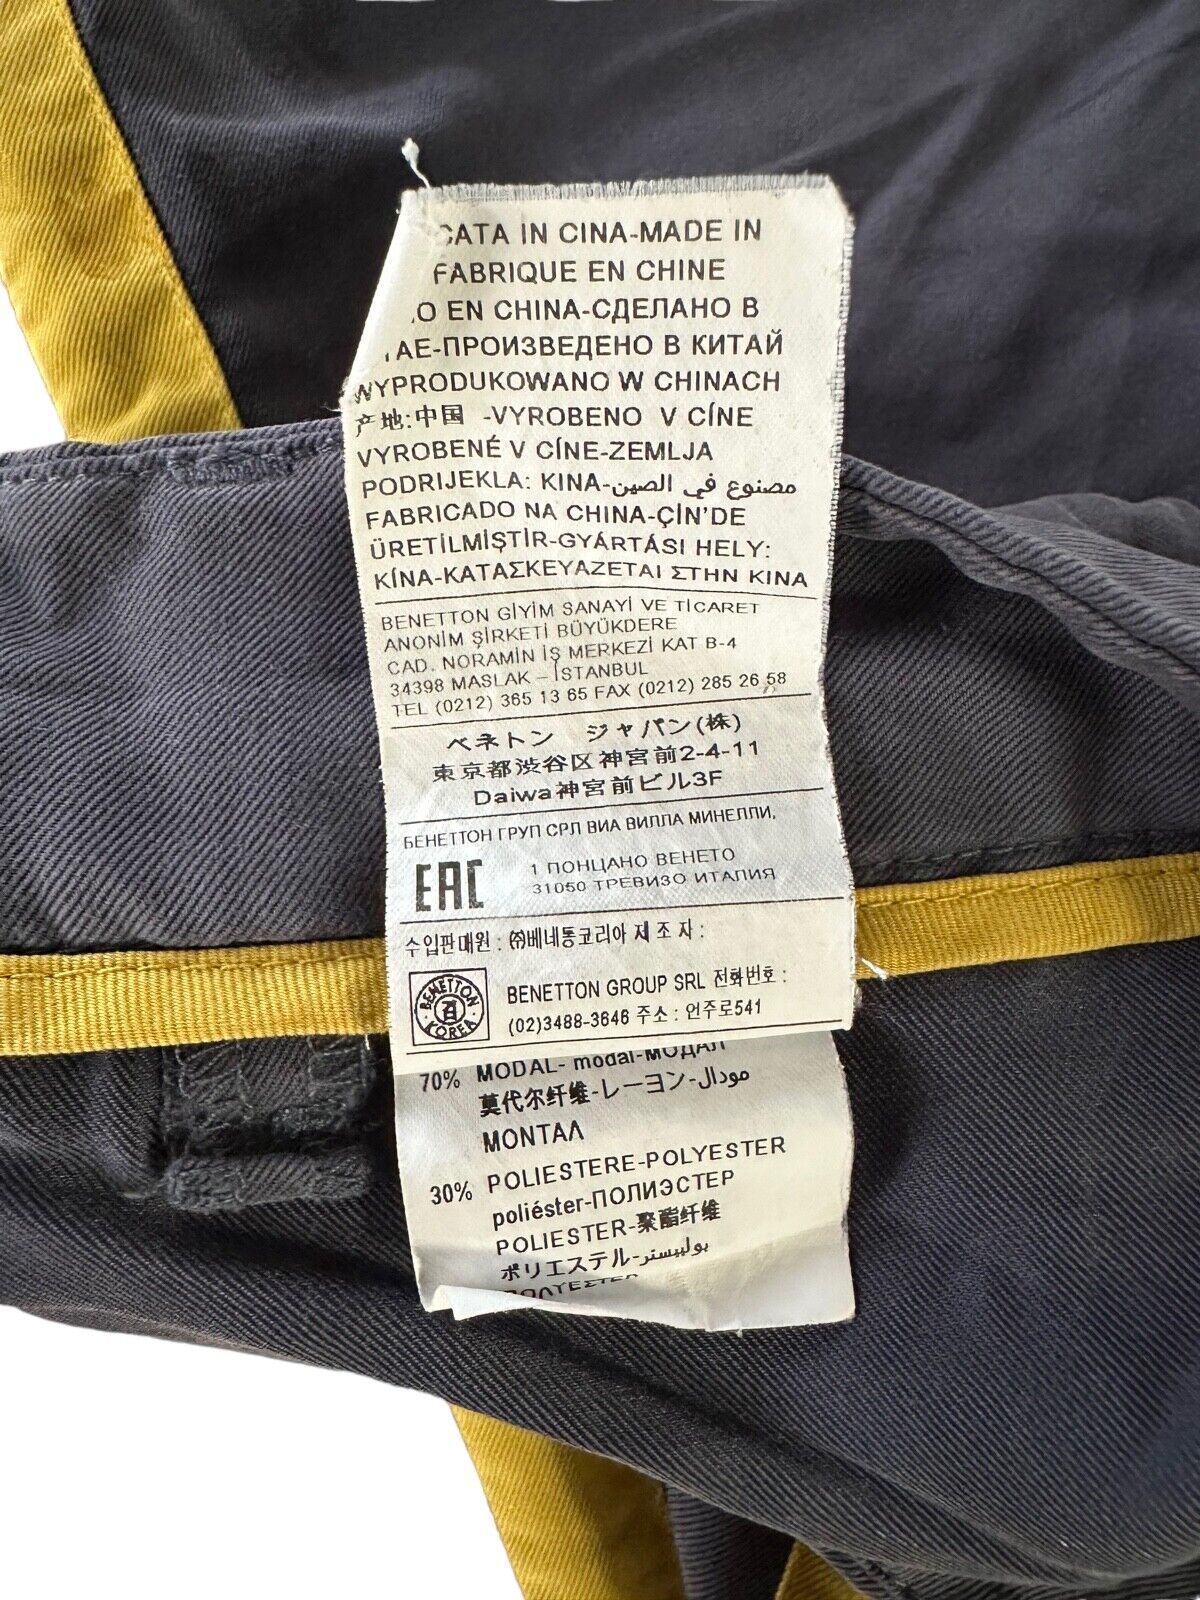 IN CINA-MADE IN
FABRIQUE EN CHINE
EN CHINA-СДЕЛАНО В
ПРОИЗВЕДЕНО В КИТАЙ
WYPRODUKOWANO W CHINACH
产地:中国 -VYROBENO V CÍNE
VYROBENÉ V CÍNE-ZEMLJA
PODRIJEKLA: KINA-مصنوع في الصين
FABRICADO NA CHINA-ÇİN'DE
ÜRETİLMİŞTİR-GYÁRTÁSI HELY:
KÍNA-ΚΑΤΑΣΚΕΥΑΖΕΤΑΙ ΣΤΗΝ ΚΙΝΑ
BENETTON GİYİM SANAYİ VE TİCARET
ANONİM ŞİRKETİ BÜYÜKDERE
CAD. NORAMİN İŞ MERKEZİ KAT B-4
34398 MASLAK – İSTANBUL
TEL (0212) 365 13 65 FAX (0212) 285 26 58
ベネトン ジャパン(株)
東京都渋谷区神宮前2-4-11
Daiwa神宮前ビル3F
БЕНЕТТОН ГРУП СРЛ ВИА ВИЛЛА МИНЕЛЛИ,
EAC 1 ПОНЦАНО ВЕНЕТО
31050 ТРЕВИЗО ИТАЛИЯ
수입판매원 : ㈜베네통코리아 제 조 자 :
BENETTON KOREA
BENETTON GROUP SRL 전화번호 :
(02)3488-3646 주소 : 언주로541
70% MODAL- modal-МОДАЛ
莫代尔纤维-レーヨン-مودال
ΜΟΝΤΑΛ
30% POLIESTERE-POLYESTER
poliéster-ПОЛИЭСТЕР
POLIESTER-聚酯纤维
ポリエステル-بوليستر